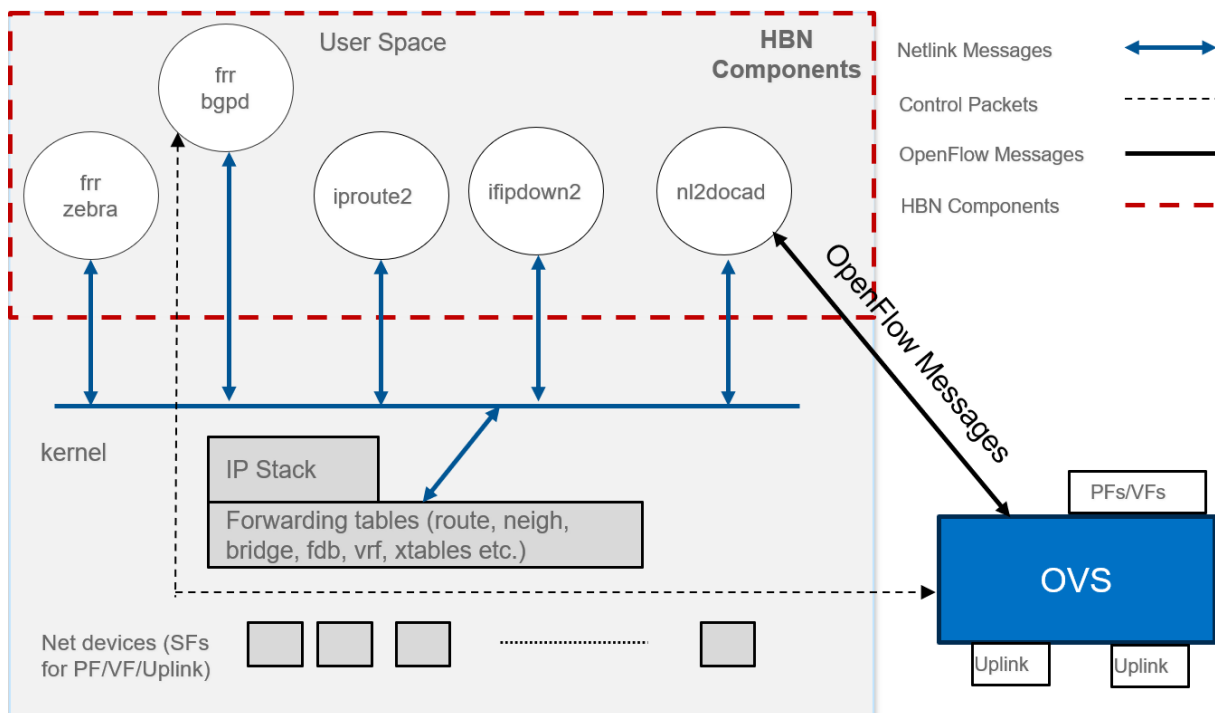 User Space
HBN
Components
frr
bgpd
frr
zebra
iproute2
ifipdown2
nl2docad
Netlink Messages
Control Packets
OpenFlow Messages
HBN Components
OpenFlow Messages
kernel
IP Stack
Forwarding tables (route, neigh,
bridge, fdb, vrf, xtables etc.)
Net devices (SFs
for PF/VF/Uplink)
PFs/VFs
OVS
Uplink
Uplink